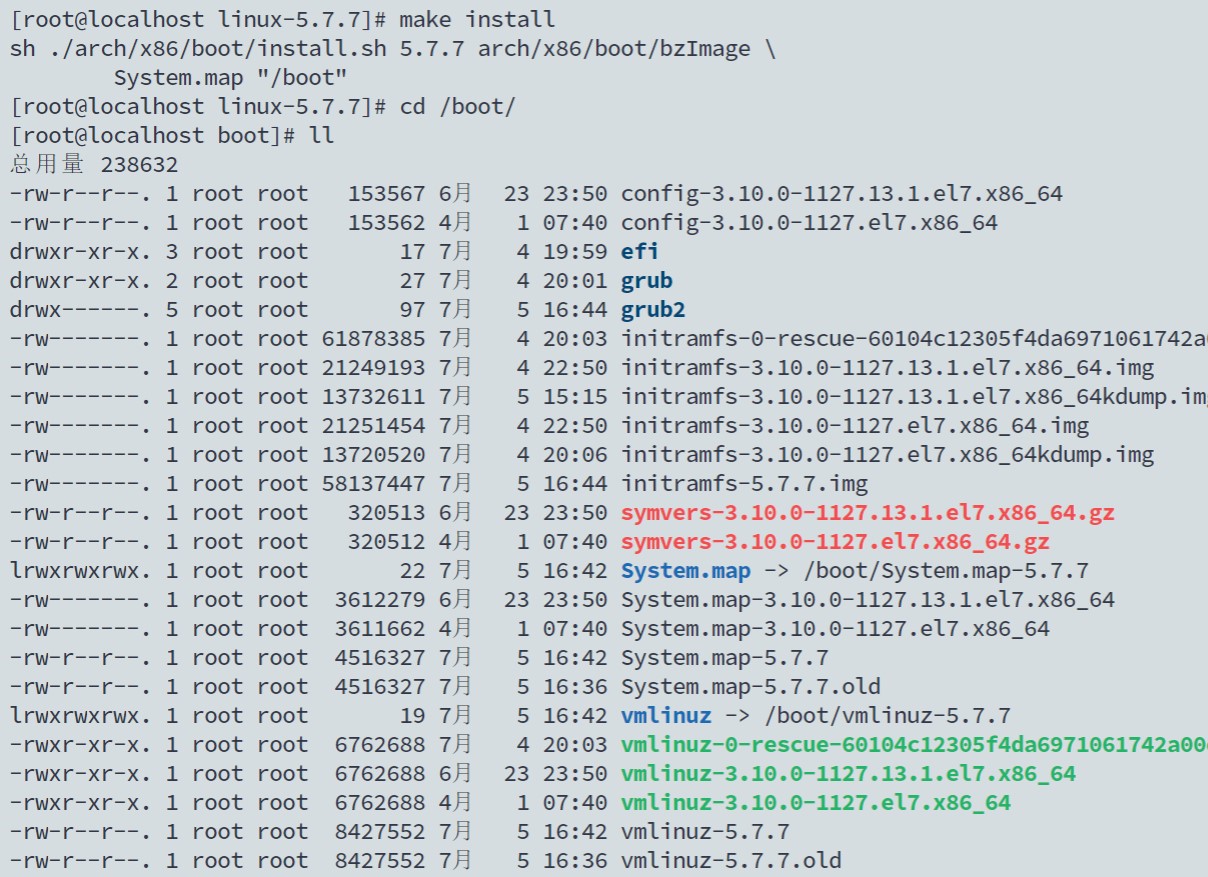 [root@localhost linux-5.7.7]# make install
sh ./arch/x86/boot/install.sh 5.7.7 arch/x86/boot/bzImage \
        System.map "/boot"
[root@localhost linux-5.7.7]# cd /boot/
[root@localhost boot]# ll
总用量 238632
-rw-r--r--. 1 root root   153567 6月   23 23:50 config-3.10.0-1127.13.1.el7.x86_64
-rw-r--r--. 1 root root   153562 4月    1 07:40 config-3.10.0-1127.el7.x86_64
drwxr-xr-x. 3 root root       17 7月    4 19:59 efi
drwxr-xr-x. 2 root root       27 7月    4 20:01 grub
drwx------. 5 root root       97 7月    5 16:44 grub2
-rw-------. 1 root root 61878385 7月    4 20:03 initramfs-0-rescue-60104c12305f4da6971061742a0
-rw-------. 1 root root 21249193 7月    4 22:50 initramfs-3.10.0-1127.13.1.el7.x86_64.img
-rw-------. 1 root root 13732611 7月    5 15:15 initramfs-3.10.0-1127.13.1.el7.x86_64kdump.img
-rw-------. 1 root root 21251454 7月    4 22:50 initramfs-3.10.0-1127.el7.x86_64.img
-rw-------. 1 root root 13720520 7月    4 20:06 initramfs-3.10.0-1127.el7.x86_64kdump.img
-rw-------. 1 root root 58137447 7月    5 16:44 initramfs-5.7.7.img
-rw-r--r--. 1 root root   320513 6月   23 23:50 symvers-3.10.0-1127.13.1.el7.x86_64.gz
-rw-r--r--. 1 root root   320512 4月    1 07:40 symvers-3.10.0-1127.el7.x86_64.gz
lrwxrwxrwx. 1 root root       22 7月    5 16:42 System.map -> /boot/System.map-5.7.7
-rw-------. 1 root root  3612279 6月   23 23:50 System.map-3.10.0-1127.13.1.el7.x86_64
-rw-------. 1 root root  3611662 4月    1 07:40 System.map-3.10.0-1127.el7.x86_64
-rw-r--r--. 1 root root  4516327 7月    5 16:42 System.map-5.7.7
-rw-r--r--. 1 root root  4516327 7月    5 16:36 System.map-5.7.7.old
lrwxrwxrwx. 1 root root       19 7月    5 16:42 vmlinuz -> /boot/vmlinuz-5.7.7
-rwxr-xr-x. 1 root root  6762688 7月    4 20:03 vmlinuz-0-rescue-60104c12305f4da6971061742a00
-rwxr-xr-x. 1 root root  6762688 6月   23 23:50 vmlinuz-3.10.0-1127.13.1.el7.x86_64
-rwxr-xr-x. 1 root root  6762688 4月    1 07:40 vmlinuz-3.10.0-1127.el7.x86_64
-rw-r--r--. 1 root root  8427552 7月    5 16:42 vmlinuz-5.7.7
-rw-r--r--. 1 root root  8427552 7月    5 16:36 vmlinuz-5.7.7.old